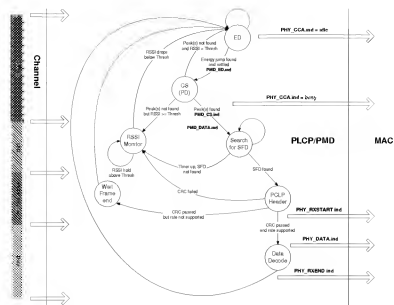 Channel
ED
PHY_CCA.ind = idle
Peak(s) not found
and RSSI < Thresh
RSSI drops
below Thresh
Energy jump found
and settled
PMD_ED.ind
CS
(PD)
PHY_CCA.ind = busy
Peak(s) not found
but RSSI >= Thresh
Peak(s) found
PMD_CS.ind
PMD_DATA.ind
RSSI
Monitor
Search
for SFD
PLCP/PMD
MAC
Time up, SFD
not found
SFD found
RSSI hold
above Thresh
CRC failed
Wait
Frame
end
PCLP
Header
CRC passed
but rate not supported
PHY_RXSTART.ind
CRC passed
and rate supported
PHY_DATA.ind
Data
Decode
PHY_RXEND.ind